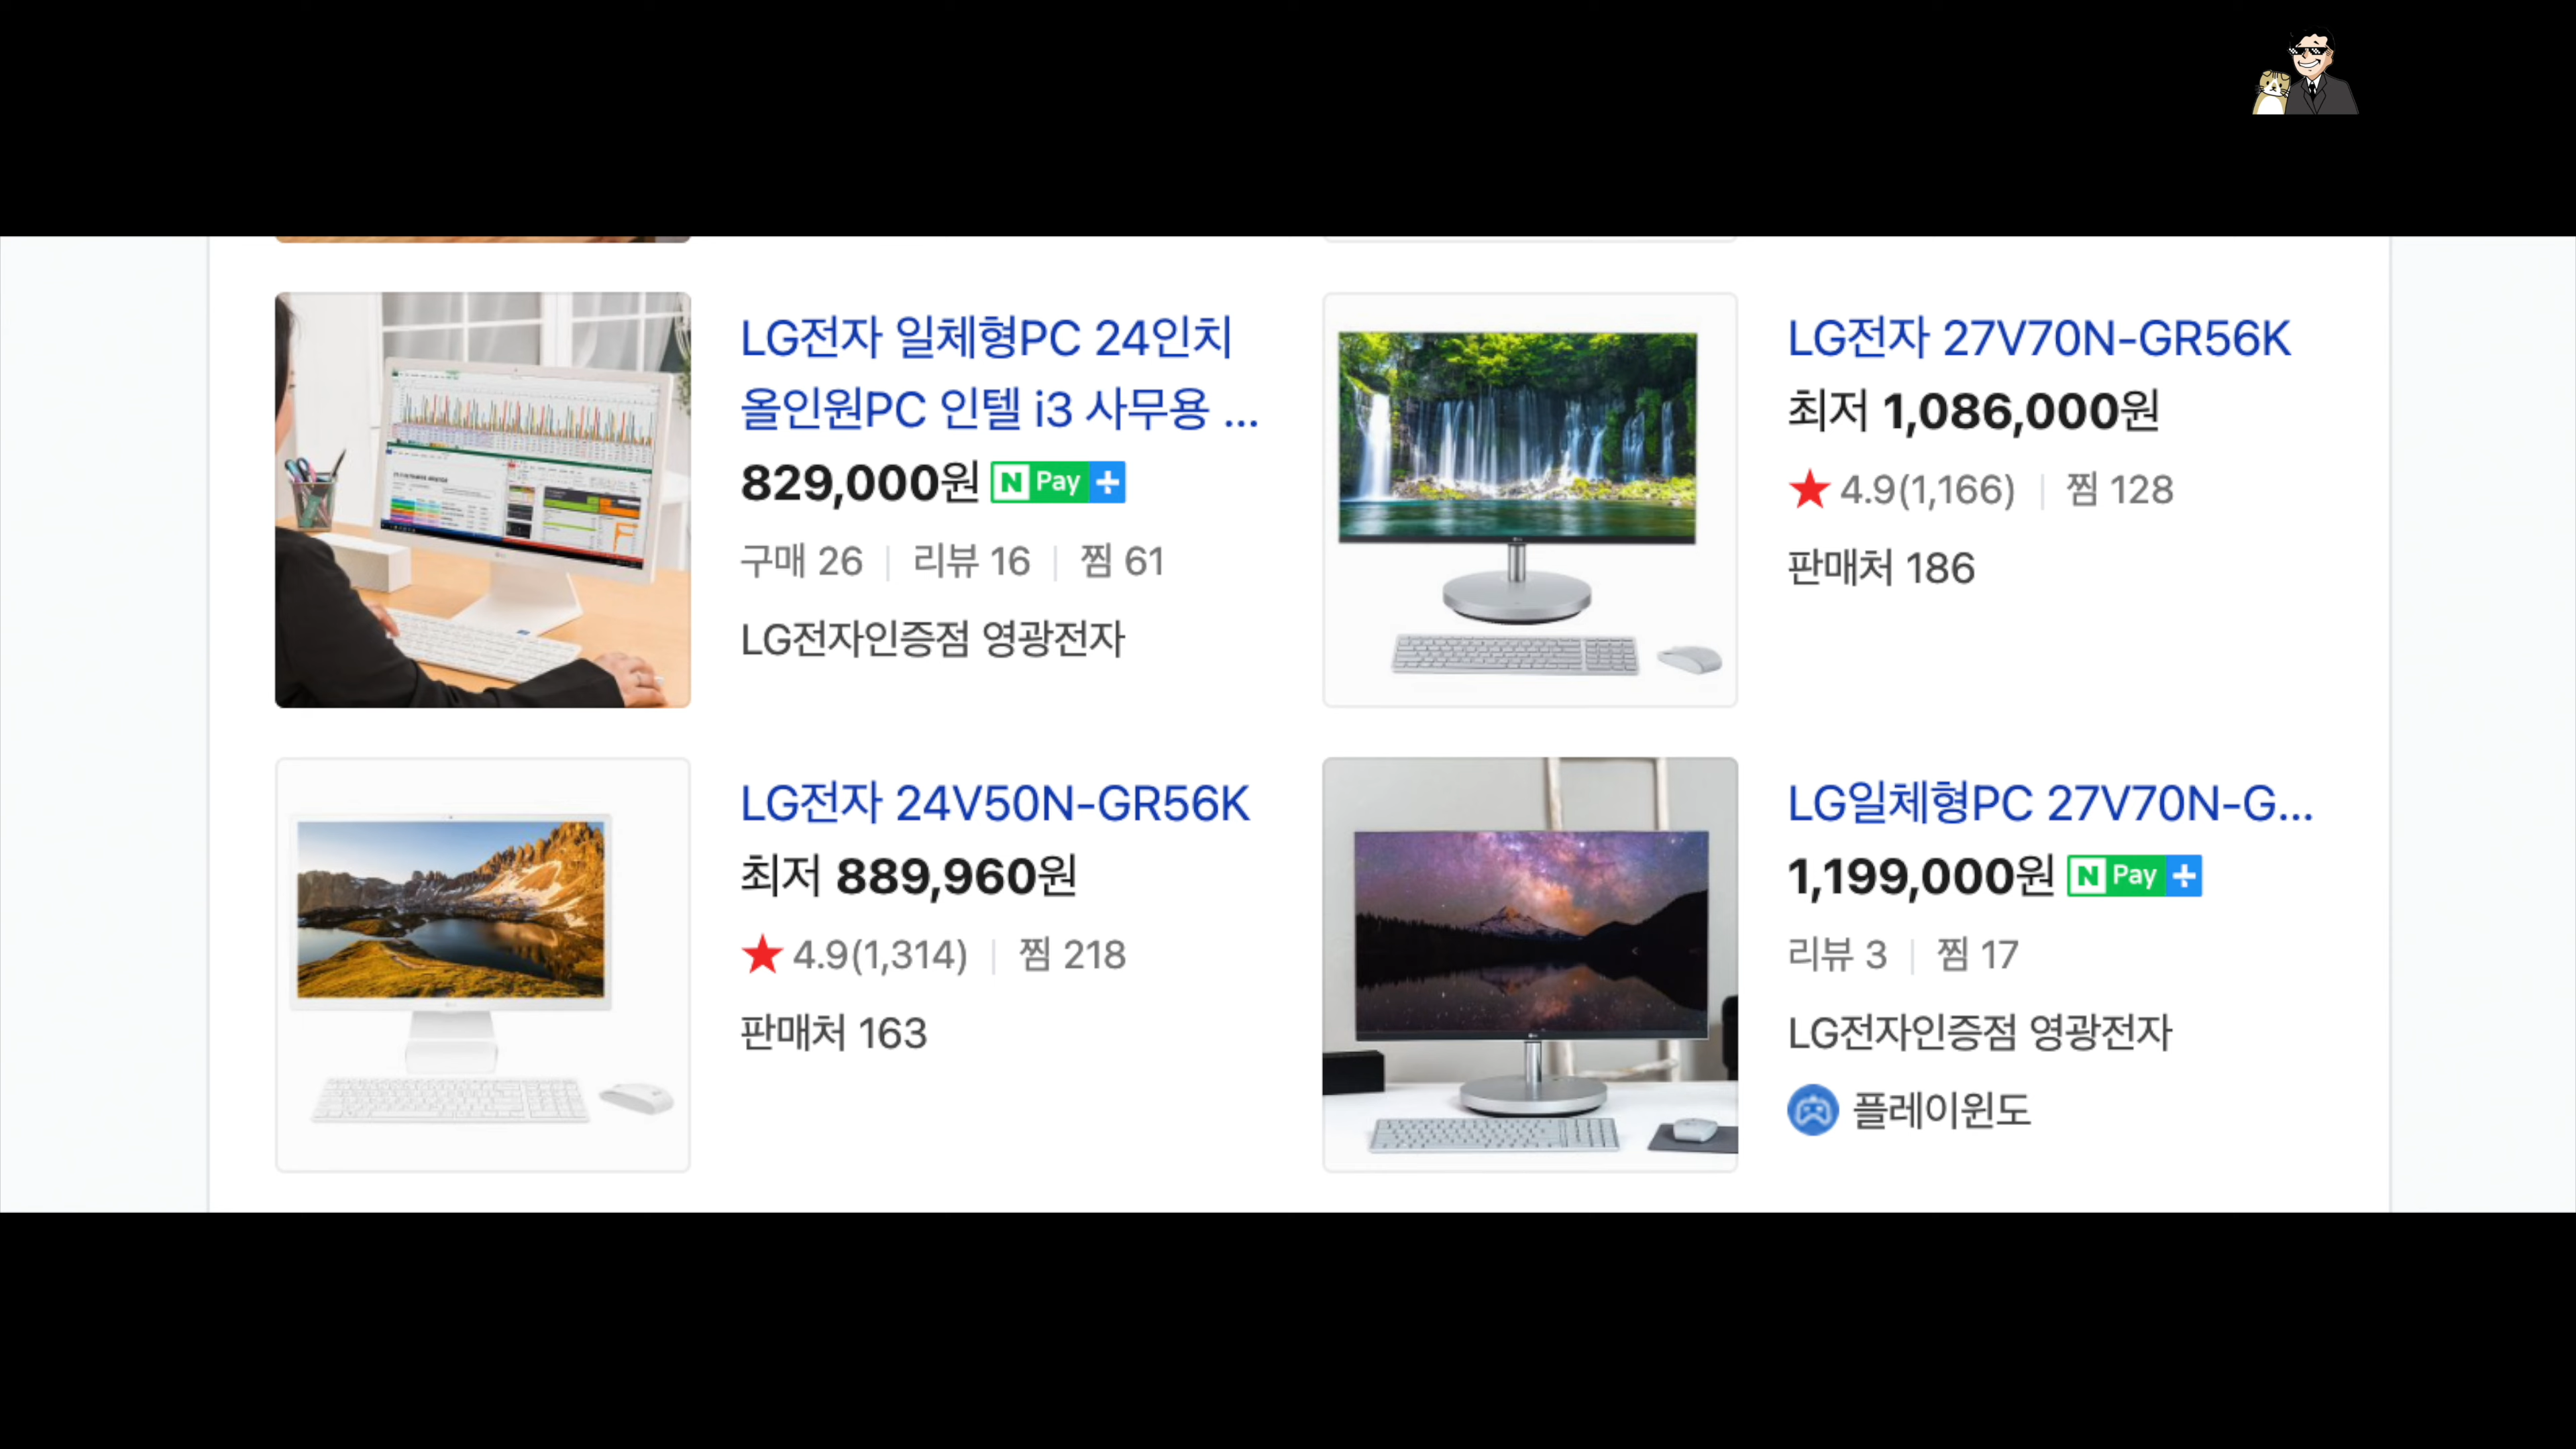 LG전자 일체형PC 24인치
올인원PC 인텔 i3 사무용 ...
829,000원 N Pay +
구매 26 | 리뷰 16 | 찜 61
LG전자인증점 영광전자
LG전자 27V70N-GR56K
최저 1,086,000원
★ 4.9(1,166) | 찜 128
판매처 186
LG전자 24V50N-GR56K
최저 889,960원
★ 4.9(1,314) | 찜 218
판매처 163
LG일체형PC 27V70N-G...
1,199,000원 N Pay +
리뷰 3 | 찜 17
LG전자인증점 영광전자
플레이윈도